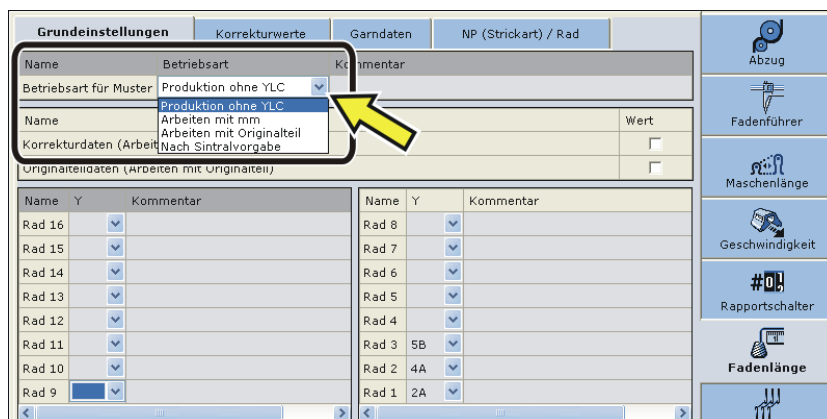 Grundeinstellungen Korrekturwerte Garndaten NP (Strickart) / Rad
Name Betriebsart Kommentar
Betriebsart für Muster Produktion ohne YLC
Produktion ohne YLC
Arbeiten mit mm
Arbeiten mit Originalteil
Nach Sintralvorgabe
Name Wert
Korrekturdaten (Arbeit
Originalteildaten (Arbeiten mit Originalteil)
Name Y Kommentar
Rad 16
Rad 15
Rad 14
Rad 13
Rad 12
Rad 11
Rad 10
Rad 9
Name Y Kommentar
Rad 8
Rad 7
Rad 6
Rad 5
Rad 4
Rad 3 5B
Rad 2 4A
Rad 1 2A
Abzug
Fadenführer
Maschenlänge
Geschwindigkeit
Rapportschalter
Fadenlänge